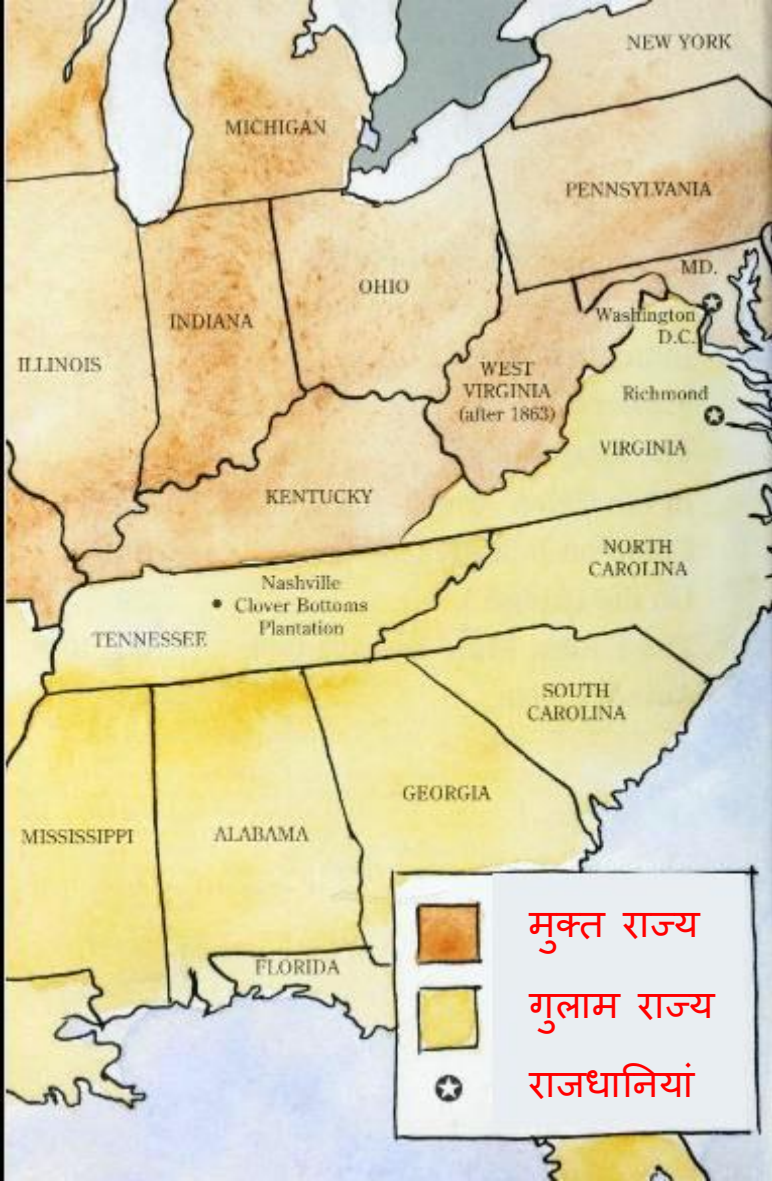 NEW YORK
MICHIGAN
PENNSYLVANIA
MD.
OHIO
Washington
D.C.
INDIANA
ILLINOIS
WEST
VIRGINIA
(after 1863)
Richmond
VIRGINIA
KENTUCKY
NORTH
CAROLINA
Nashville
Clover Bottoms
Plantation
TENNESSEE
SOUTH
CAROLINA
GEORGIA
MISSISSIPPI
ALABAMA
FLORIDA
मुक्त राज्य
गुलाम राज्य
राजधानियां